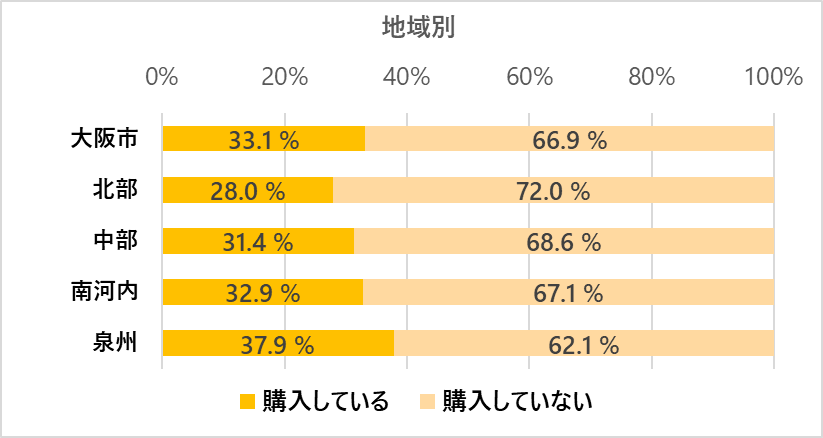 地域別
0% 20% 40% 60% 80% 100%
大阪市 33.1 % 66.9 %
北部 28.0 % 72.0 %
中部 31.4 % 68.6 %
南河内 32.9 % 67.1 %
泉州 37.9 % 62.1 %
購入している 購入していない